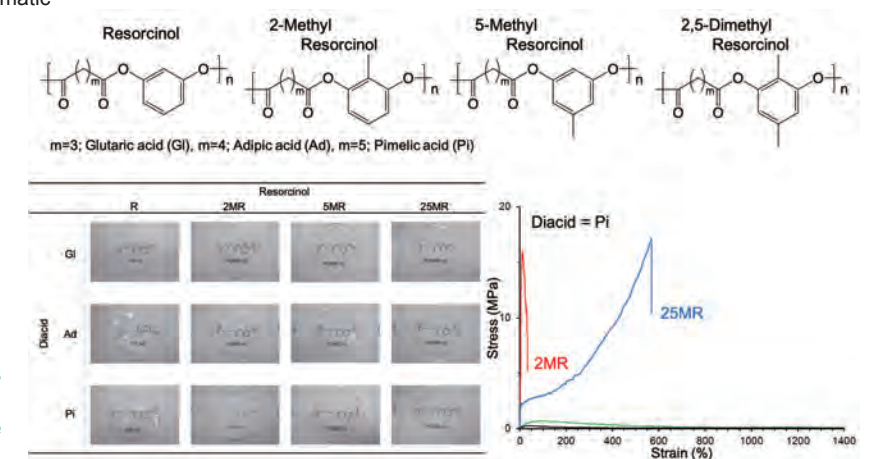 matic
Resorcinol
2-Methyl
Resorcinol
5-Methyl
Resorcinol
2,5-Dimethyl
Resorcinol
O O O O n m
O O O O n m
O O O O n m
O O O O n m
m=3; Glutaric acid (Gl), m=4; Adipic acid (Ad), m=5; Pimelic acid (Pi)
Resorcinol
R 2MR 5MR 25MR
Diacid
Gl
Ad
Pi
Diacid = Pi
Stress (MPa)
20
10
0
25MR
2MR
0 200 400 600 800 1000 1200 1400
Strain (%)